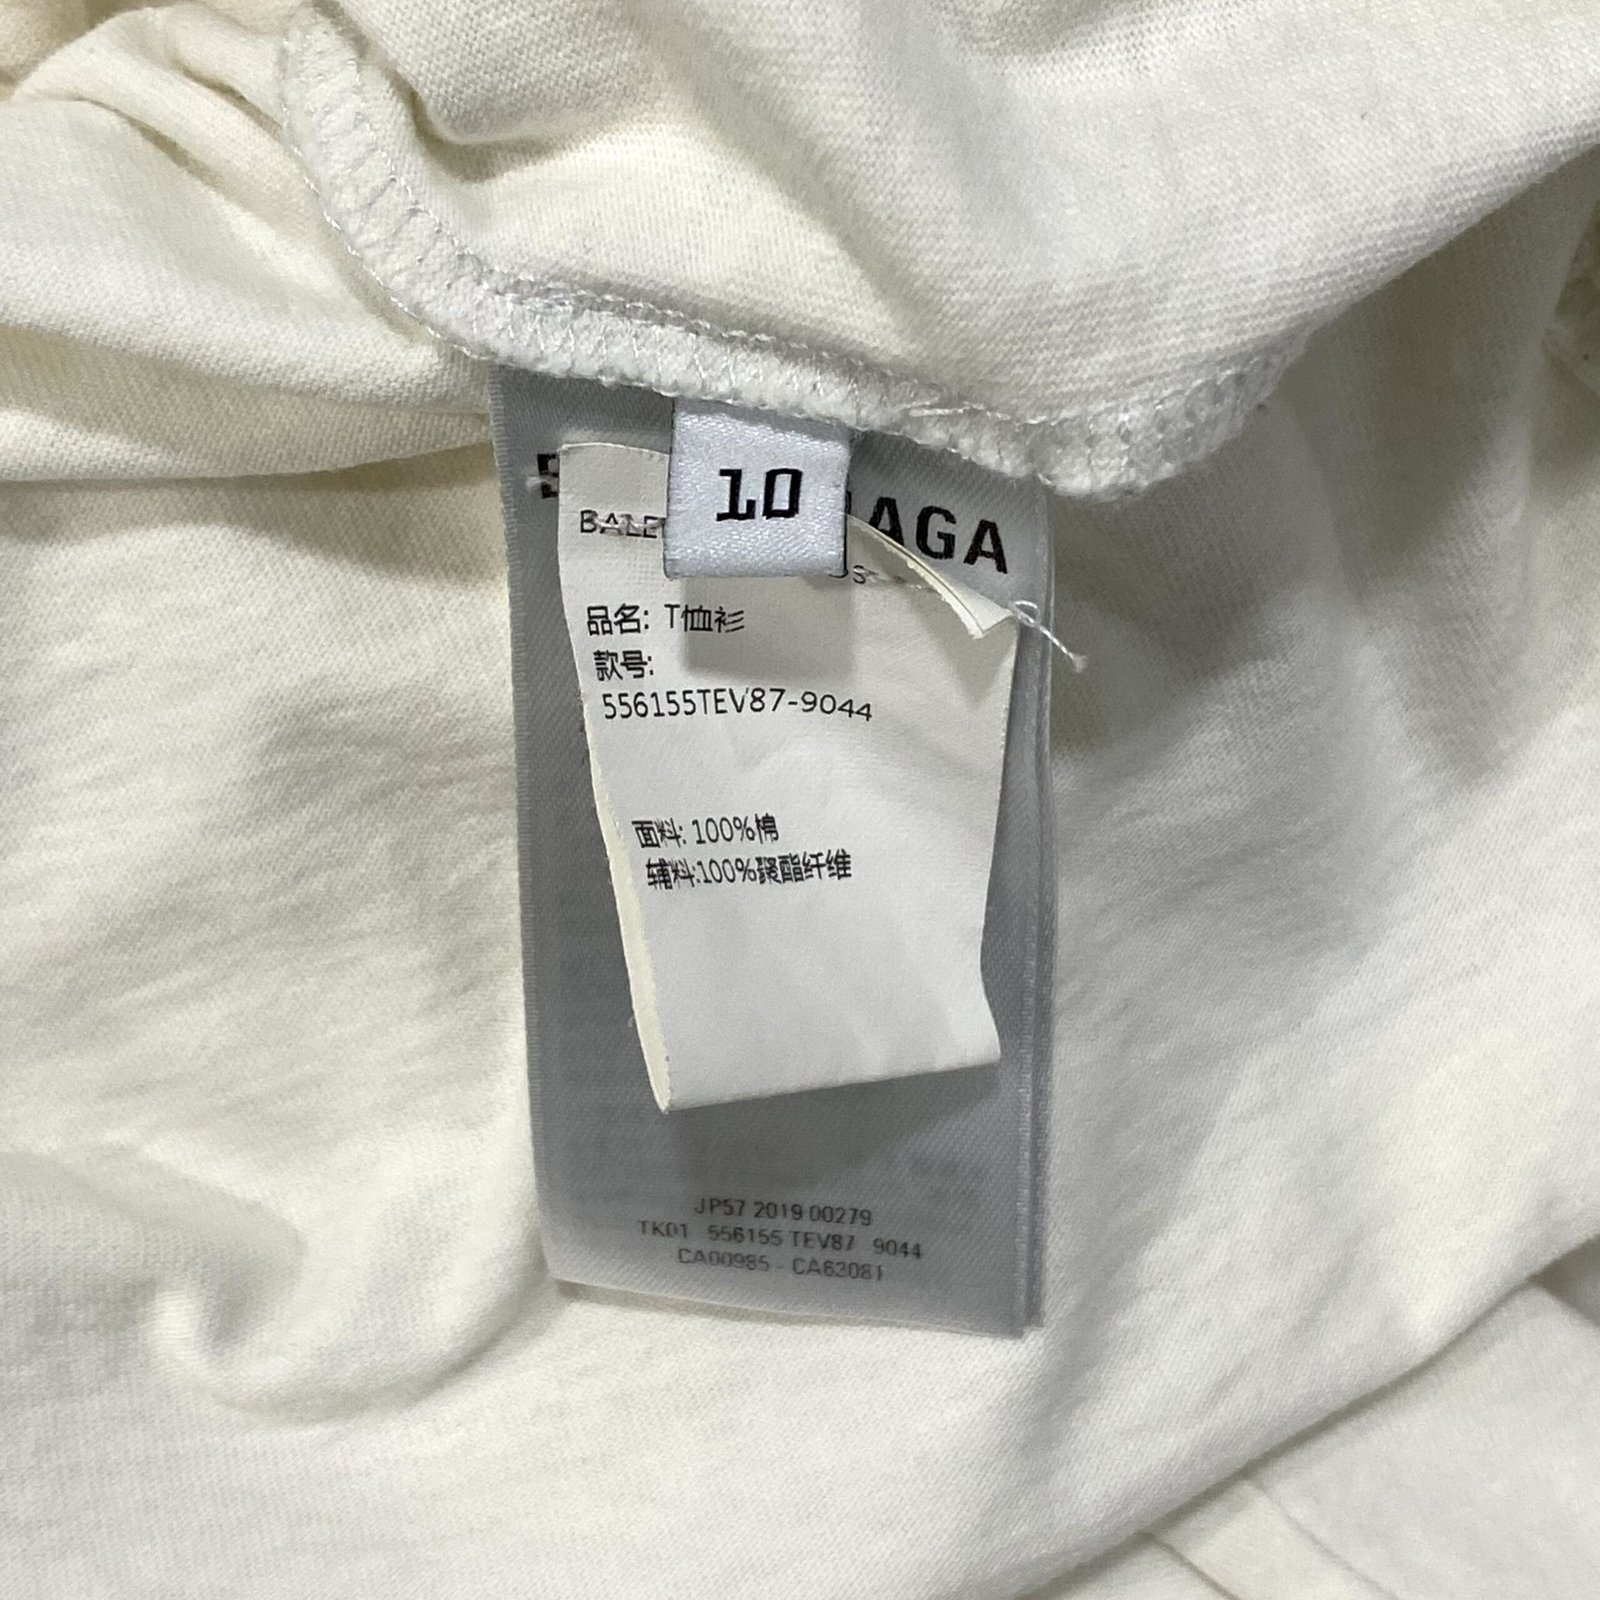 10
AGA
BALE
品名: T恤衫
款号:
556155TEV87-9044
面料: 100%棉
辅料:100%聚酯纤维
JP57 2019 00279
TK01 556155 TEV87 9044
CA00985 - CA62081